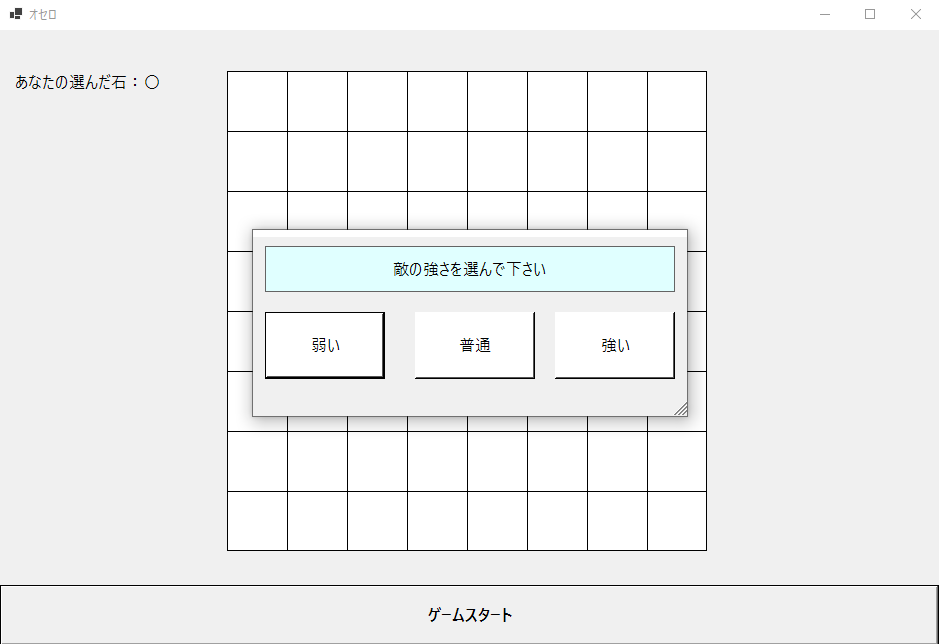 オセロ
あなたの選んだ石：〇
敵の強さを選んで下さい
弱い
普通
強い
ゲームスタート